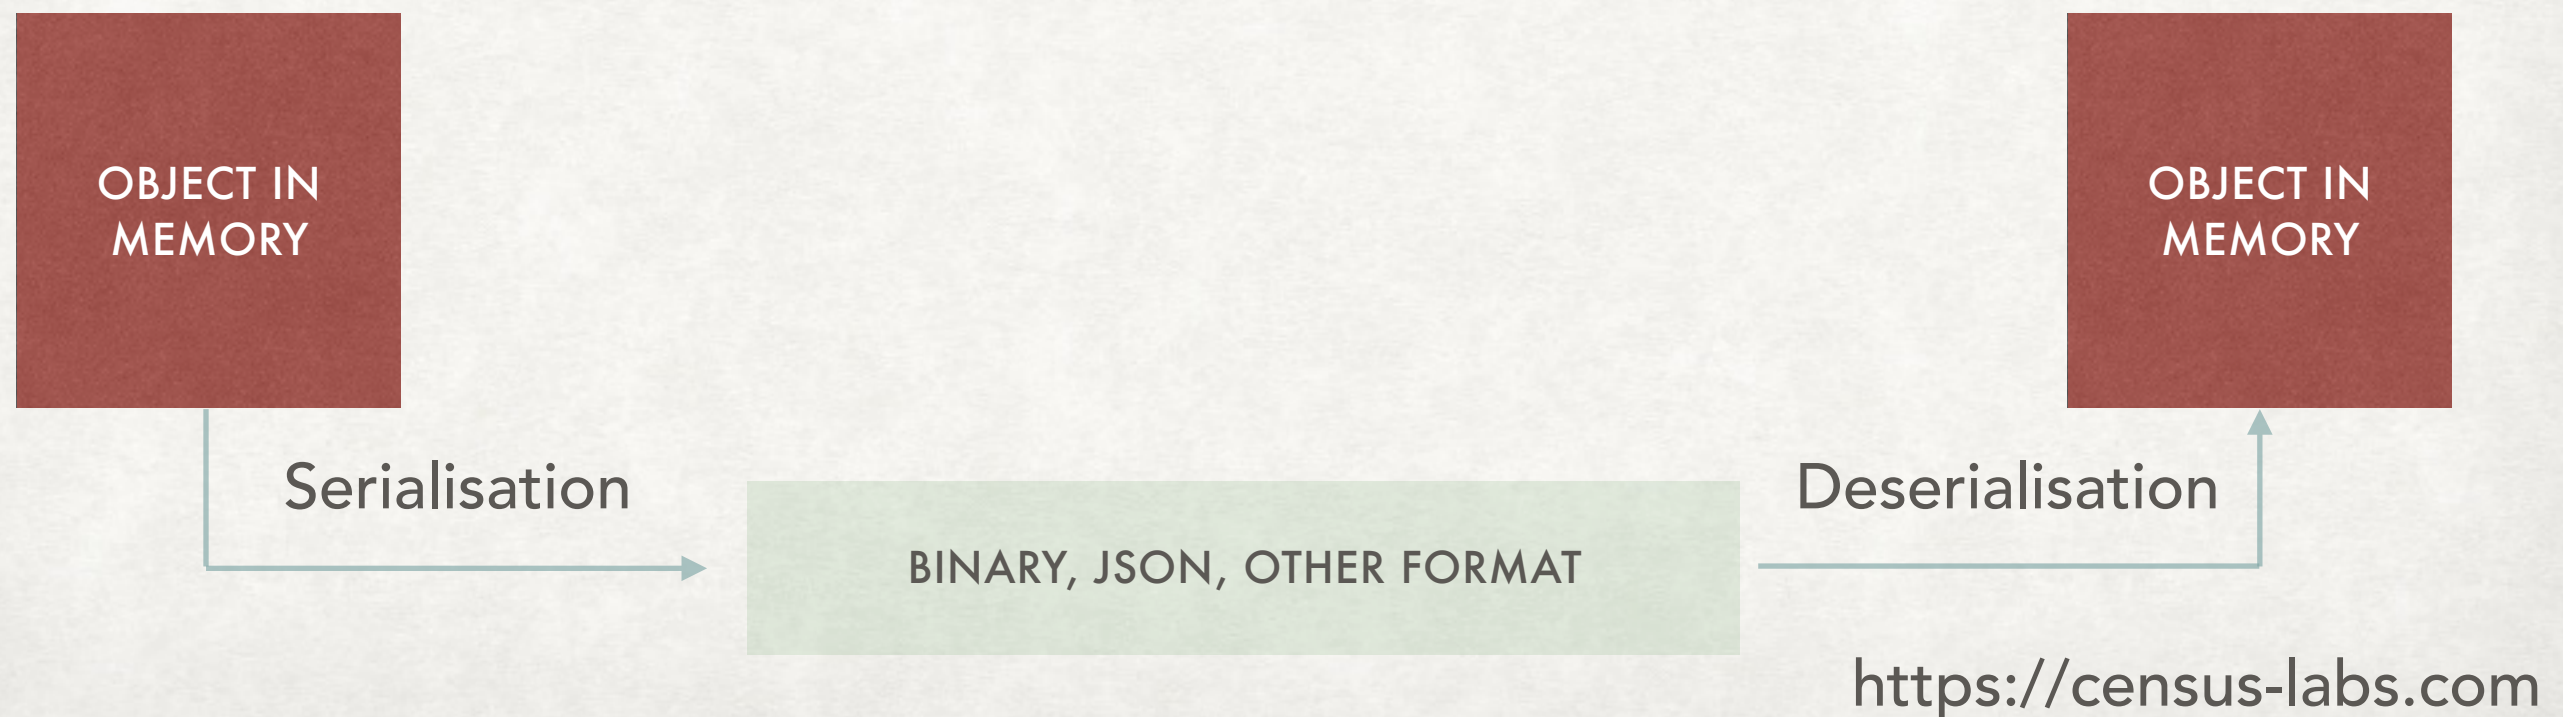 OBJECT IN
MEMORY
OBJECT IN
MEMORY
Serialisation
Deserialisation
BINARY, JSON, OTHER FORMAT
https://census-labs.com